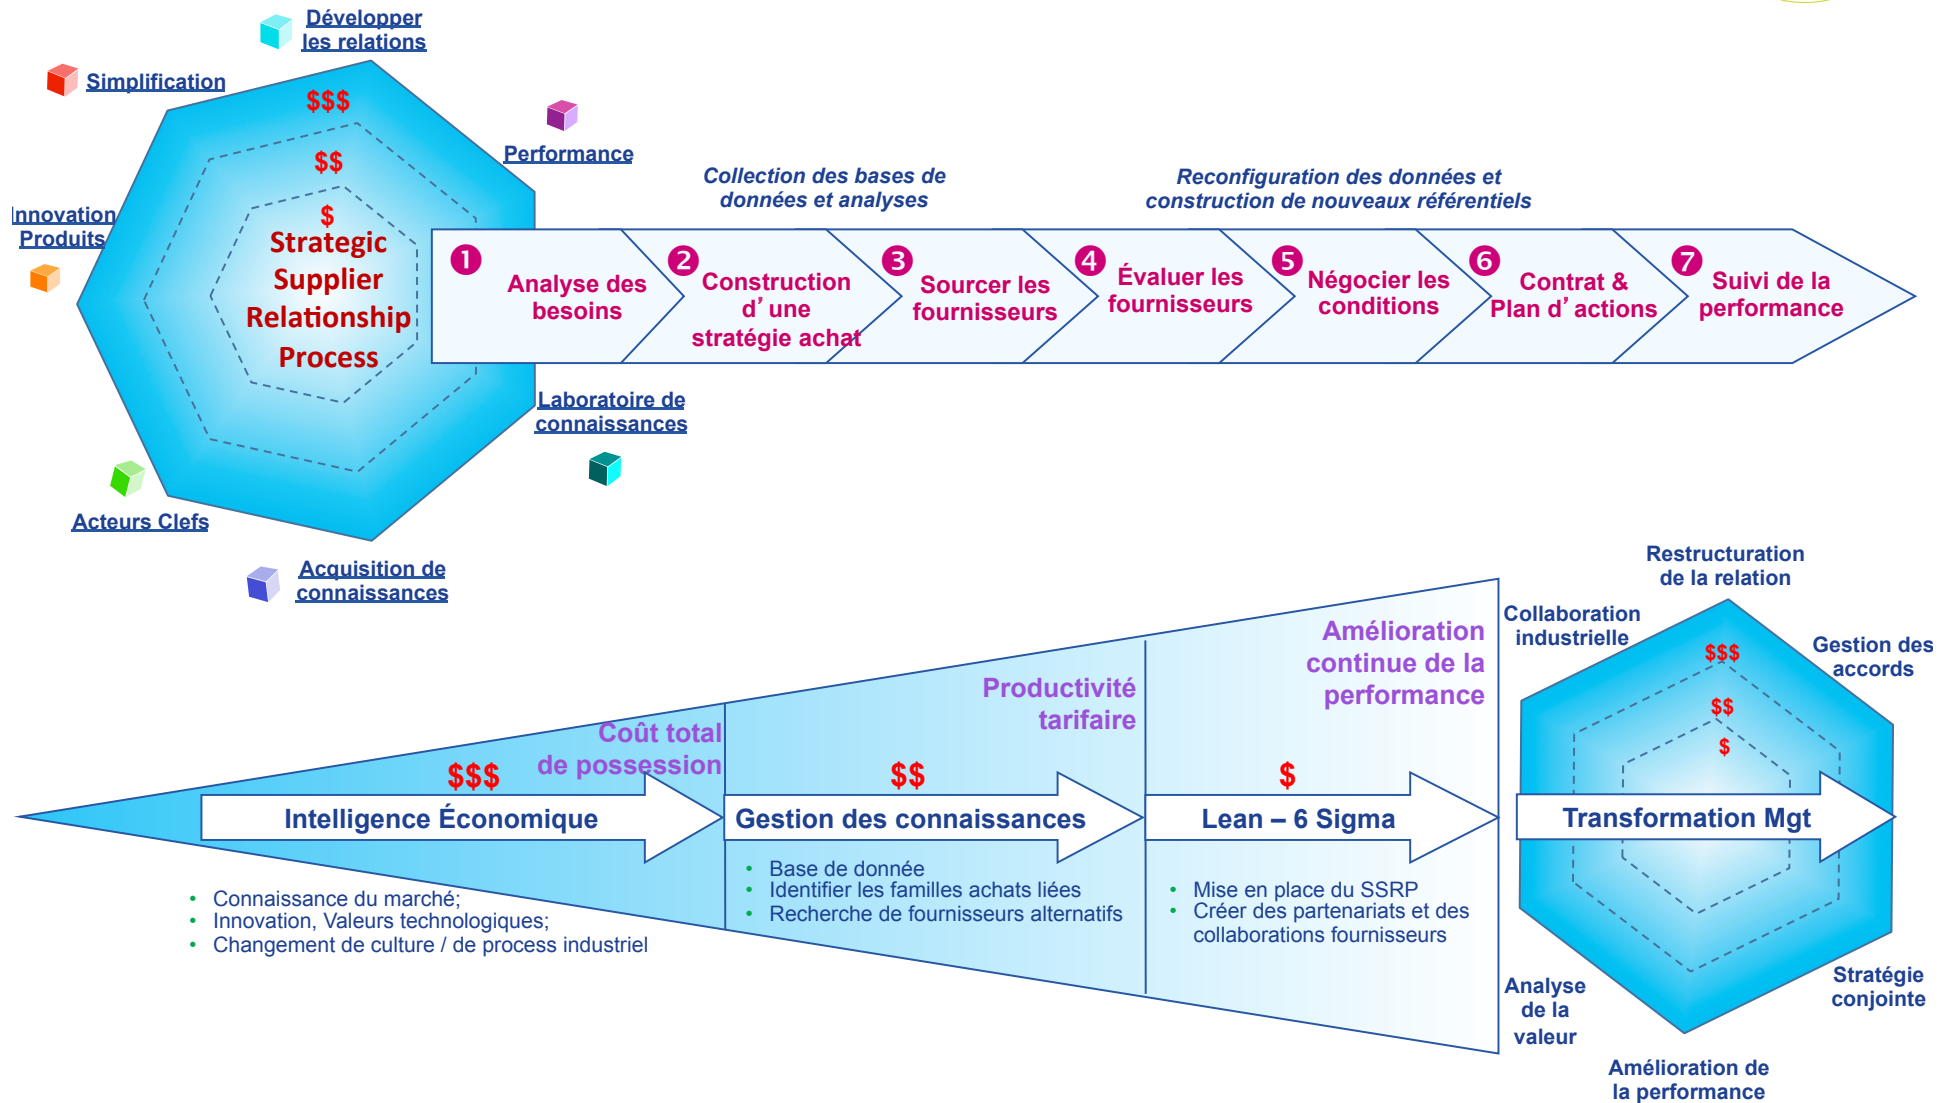 Développer
les relations
Simplification
$$$
Performance
$$
Innovation
Produits
$
Strategic
Supplier
Relationship
Process
Collection des bases de
données et analyses
Reconfiguration des données et
construction de nouveaux référentiels
❶
Analyse des
besoins
❷
Construction
d’une
stratégie achat
❸
Sourcer les
fournisseurs
❹
Évaluer les
fournisseurs
❺
Négocier les
conditions
❻
Contrat &
Plan d’actions
❼
Suivi de la
performance
Laboratoire de
connaissances
Acteurs Clefs
Acquisition de
connaissances
Coût total
de possession
$$$
Intelligence Économique
• Connaissance du marché;
• Innovation, Valeurs technologiques;
• Changement de culture / de process industriel
Productivité
tarifaire
$$
Gestion des connaissances
• Base de donnée
• Identifier les familles achats liées
• Recherche de fournisseurs alternatifs
Amélioration
continue de la
performance
$
Lean – 6 Sigma
• Mise en place du SSRP
• Créer des partenariats et des
collaborations fournisseurs
Restructuration
de la relation
Collaboration
industrielle
Gestion des
accords
$$$
$$
$
Transformation Mgt
Analyse
de la
valeur
Stratégie
conjointe
Amélioration de
la performance